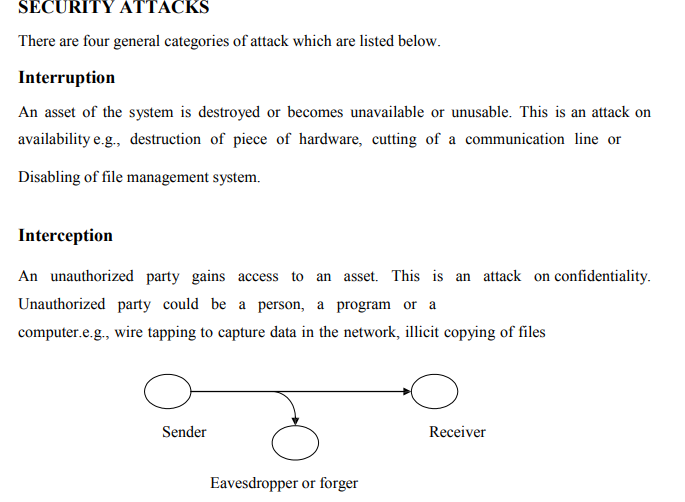 SECURITY ATTACKS
There are four general categories of attack which are listed below.
Interruption
An asset of the system is destroyed or becomes unavailable or unusable. This is an attack on
availability e.g., destruction of piece of hardware, cutting of a communication line or
Disabling of file management system.
Interception
An unauthorized party gains access to an asset. This is an attack on confidentiality.
Unauthorized party could be a person, a program or a
computer.e.g., wire tapping to capture data in the network, illicit copying of files
Sender
Receiver
Eavesdropper or forger